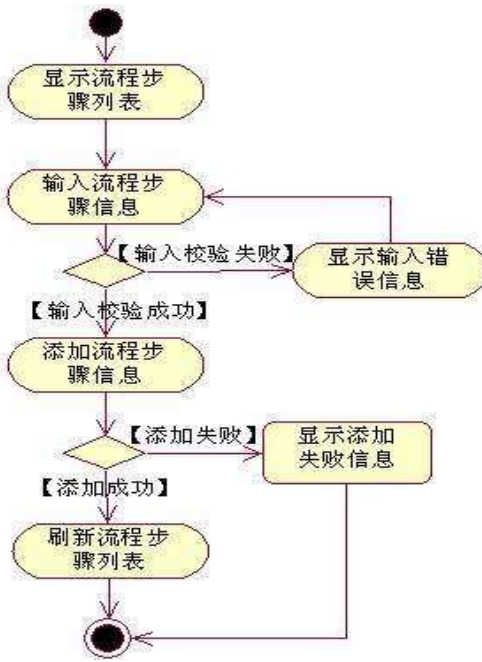 显示流程步
骤列表
输入流程步
骤信息
【输入校验失败】
显示输入错
误信息
【输入校验成功】
添加流程步
骤信息
【添加失败】
显示添加
失败信息
【添加成功】
刷新流程步
骤列表